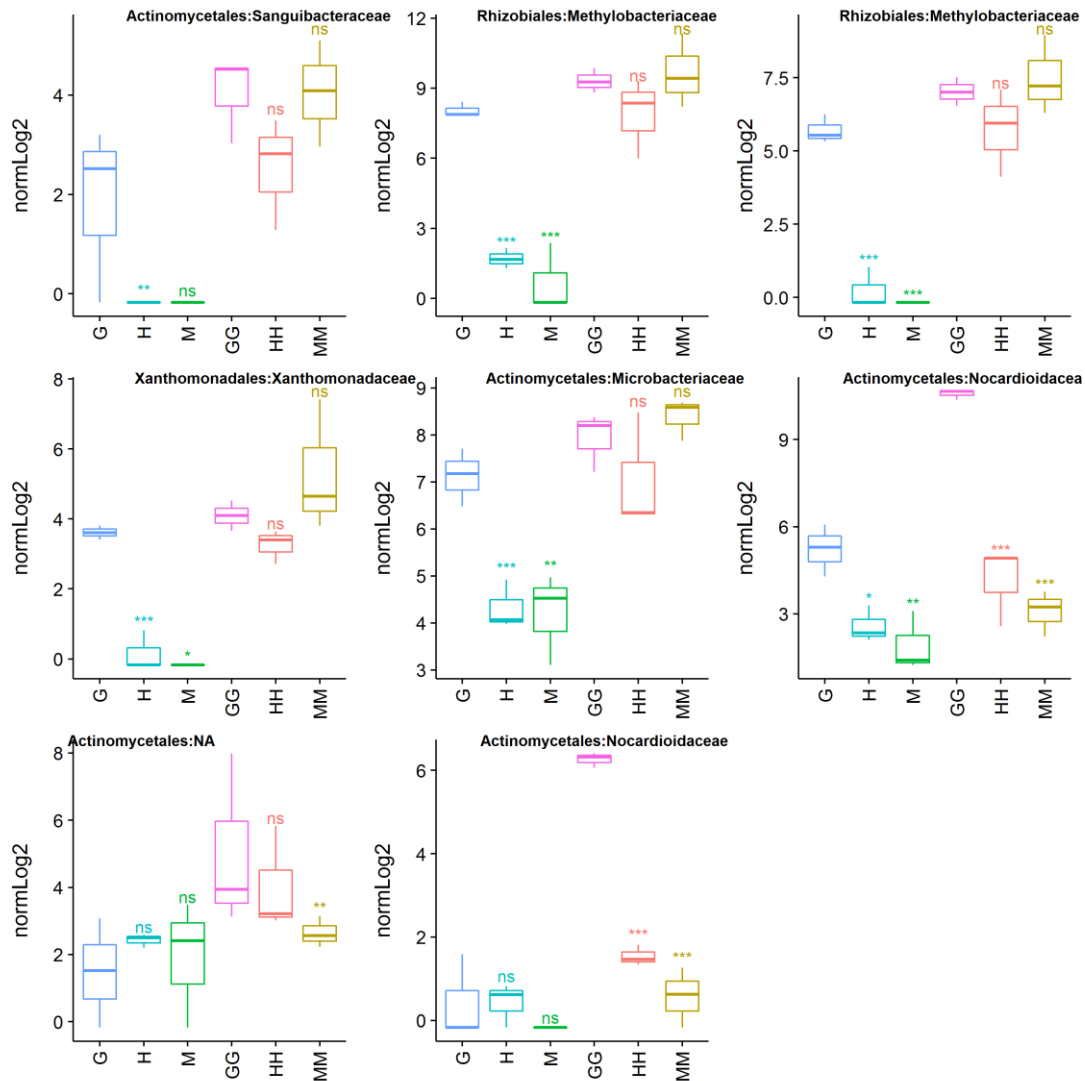 Actinomycetales:Sanguibacteraceae
normLog2
4
2
0
** ns ns ns
G H M GG HH MM
Rhizobiales:Methylobacteriaceae
normLog2
12
9
6
3
0
*** *** ns ns
G H M GG HH MM
Rhizobiales:Methylobacteriaceae
normLog2
7.5
5.0
2.5
0.0
*** *** ns ns
G H M GG HH MM
Xanthomonadales:Xanthomonadaceae
normLog2
8
6
4
2
0
*** * ns ns
G H M GG HH MM
Actinomycetales:Microbacteriaceae
normLog2
9
8
7
6
5
4
3
*** ** ns ns
G H M GG HH MM
Actinomycetales:Nocardioidacea
normLog2
9
6
3
* ** *** ***
G H M GG HH MM
Actinomycetales:NA
normLog2
8
6
4
2
0
ns ns ns **
G H M GG HH MM
Actinomycetales:Nocardioidaceae
normLog2
6
4
2
0
ns ns *** ***
G H M GG HH MM